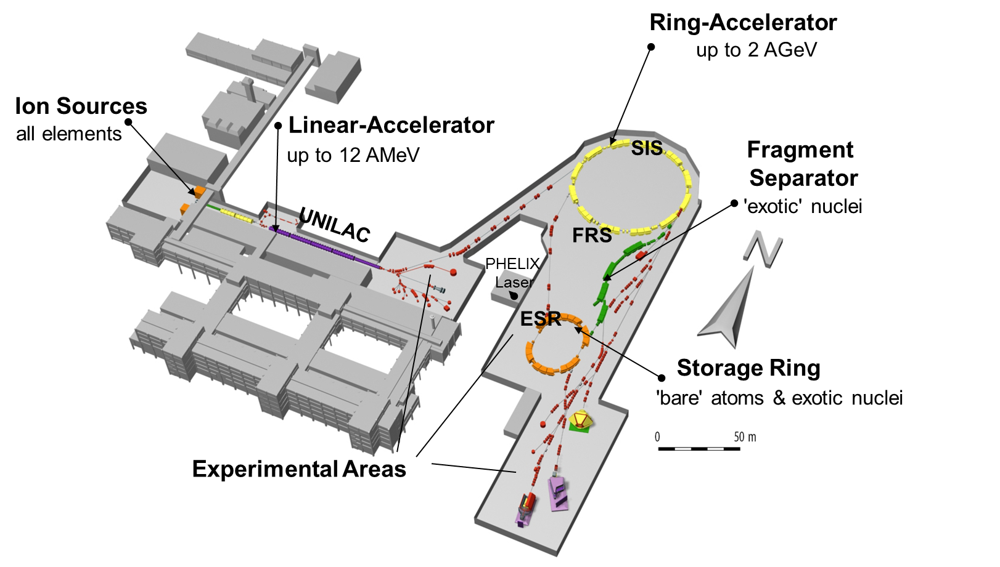 Ring-Accelerator
up to 2 AGeV
Ion Sources
all elements
Linear-Accelerator
up to 12 AMeV
SIS
Fragment
Separator
'exotic' nuclei
UNILAC
FRS
N
PHELIX
Laser
ESR
Storage Ring
'bare' atoms & exotic nuclei
0 50 m
Experimental Areas